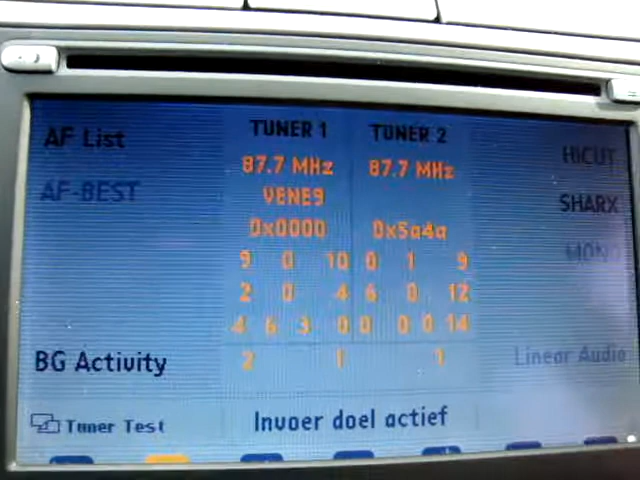 TUNER 1 TUNER 2
AF List 87.7 MHz 87.7 MHz HICUT
AF-BEST VENE9 SHARX
0x0000 0x5a4a
9 0 10 0 1 9 MONO
2 0 4 6 0 12
4 6 3 0 0 0 0 14
BG Activity 2 1 1 Linear Audio
Tuner Test Invoer doel actief